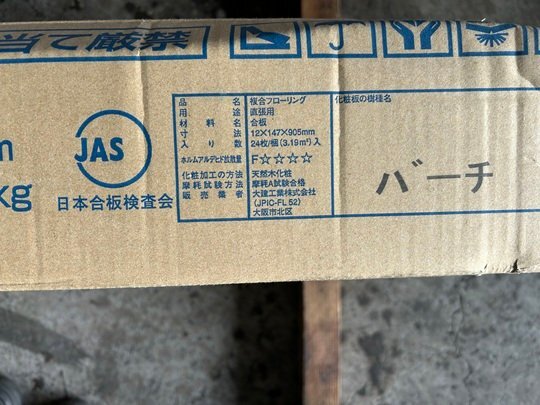 当て厳禁
JAS
日本合板検査会
m
kg
品 名 複合フローリング
用 途 直張用
材 料 名 合板
寸 法 12×147×905mm
入 り 数 24枚/梱(3.19㎡)入
ホルムアルデヒド放散量 F☆☆☆☆
化粧加工の方法 天然木化粧
摩耗試験方法 摩耗A試験合格
販売業者 大建工業株式会社
(JPIC-FL 52)
大阪市北区
化粧板の樹種名
バーチ